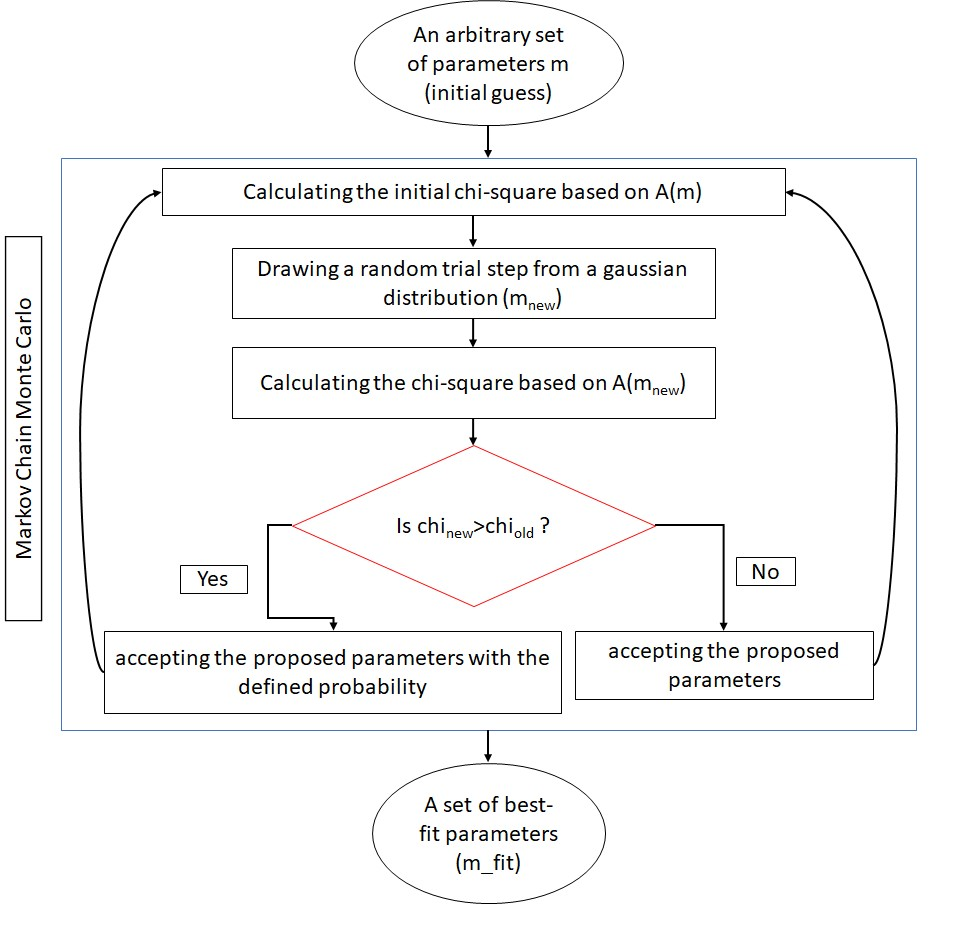 An arbitrary set
of parameters m
(initial guess)
Calculating the initial chi-square based on A(m)
Drawing a random trial step from a gaussian
distribution (mnew)
Calculating the chi-square based on A(mnew)
Markov Chain Monte Carlo
Is chinew>chiold ?
Yes
No
accepting the proposed parameters with the
defined probability
accepting the proposed
parameters
A set of best-
fit parameters
(m_fit)